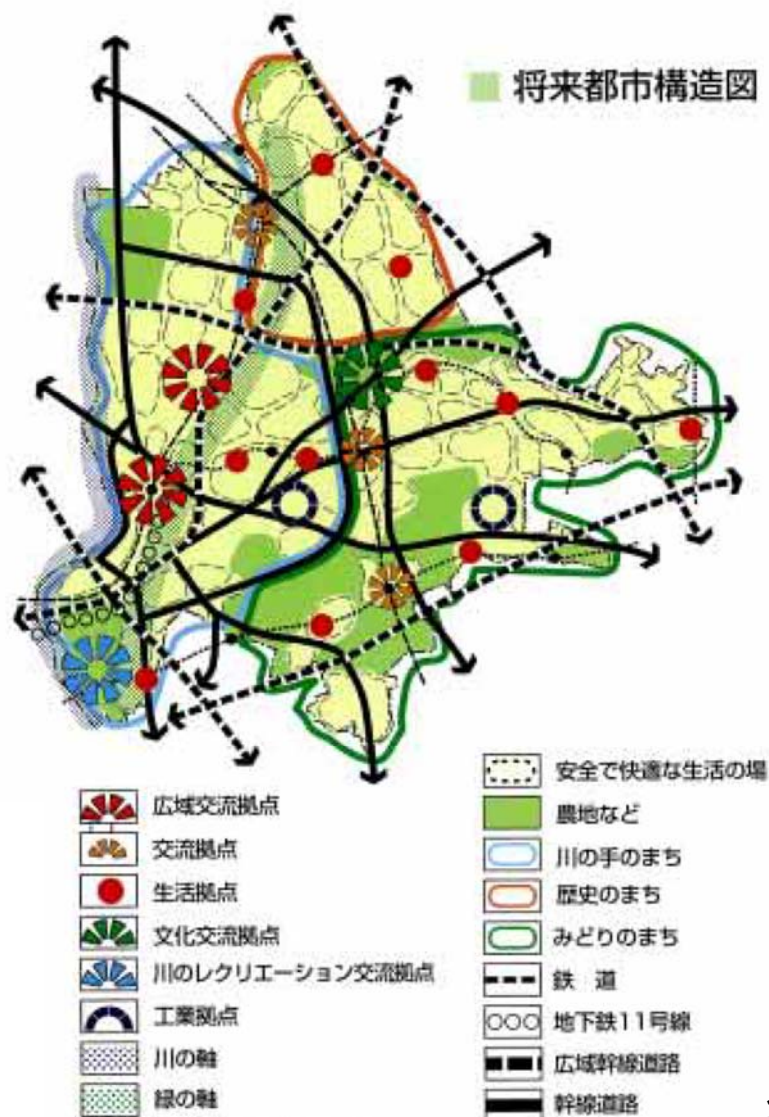 将来都市構造図
広域交流拠点
交流拠点
生活拠点
文化交流拠点
川のレクリエーション交流拠点
工業拠点
川の軸
緑の軸
安全で快適な生活の場
農地など
川の手のまち
歴史のまち
みどりのまち
鉄 道
地下鉄11号線
広域幹線道路
幹線道路